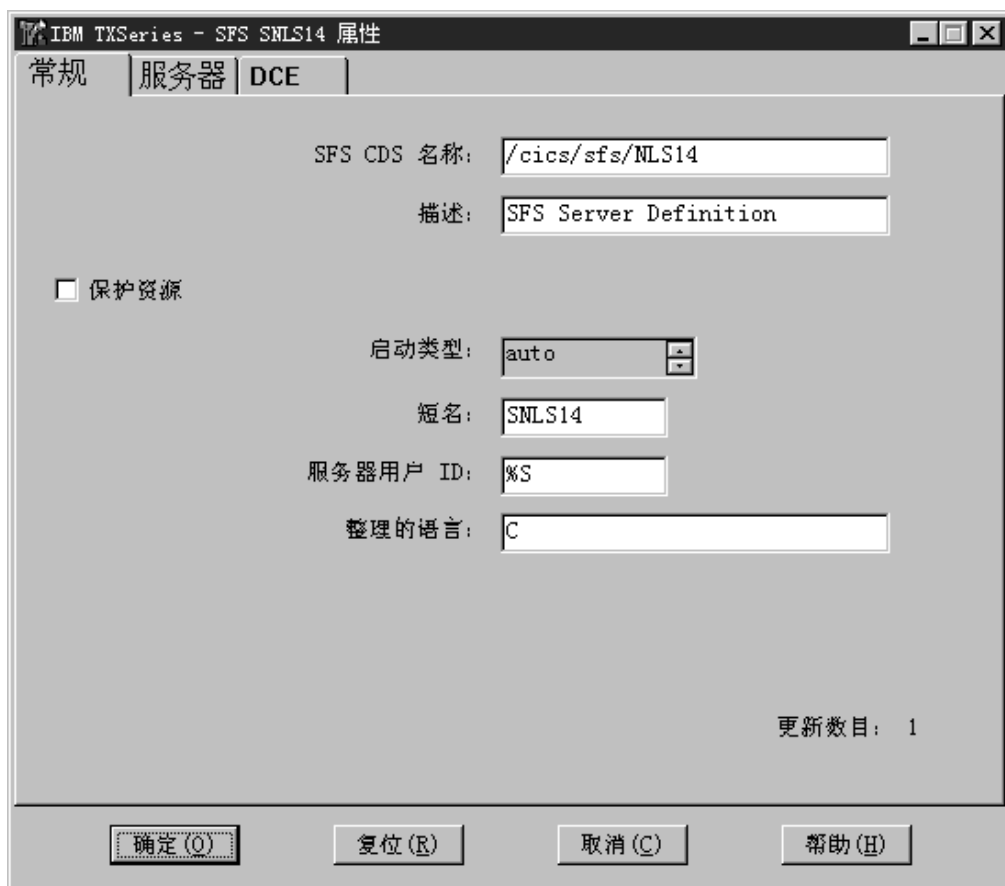 IBM TXSeries - SFS SNLS14 属性
常规 服务器 DCE
SFS CDS 名称: /cics/sfs/NLS14
描述: SFS Server Definition
保护资源
启动类型: auto
短名: SNLS14
服务器用户 ID: %S
整理的语言: C
更新数目: 1
确定(O) 复位(R) 取消(C) 帮助(H)